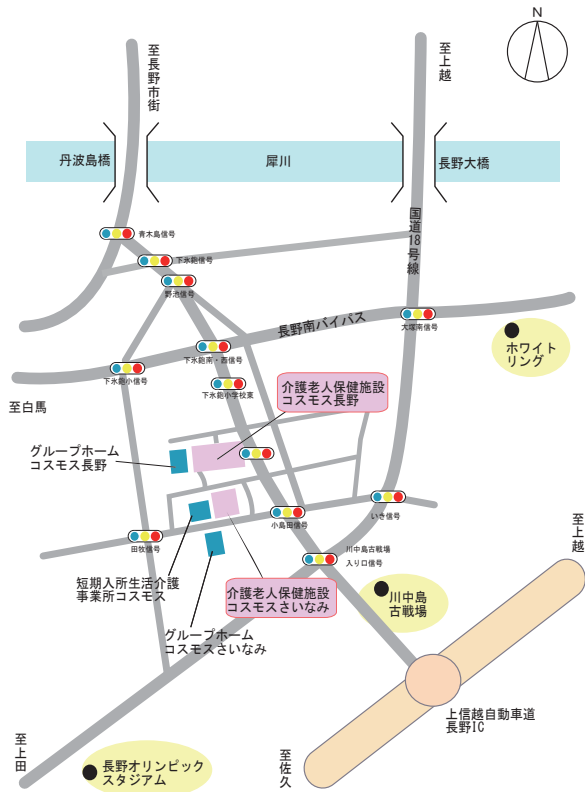 N
至長野市街
至上越
丹波島橋
犀川
長野大橋
国道18号線
青木島信号
下氷鉋信号
野池信号
長野南バイパス
大塚南信号
ホワイト
リング
下氷鉋南・西信号
下氷鉋小信号
下氷鉋小学校東
至白馬
介護老人保健施設
コスモス長野
グループホーム
コスモス長野
小島田信号
いき信号
田牧信号
川中島古戦場
入り口信号
至上越
短期入所生活介護
事業所コスモス
介護老人保健施設
コスモスさいなみ
川中島
古戦場
グループホーム
コスモスさいなみ
上信越自動車道
長野IC
至上田
至佐久
長野オリンピック
スタジアム